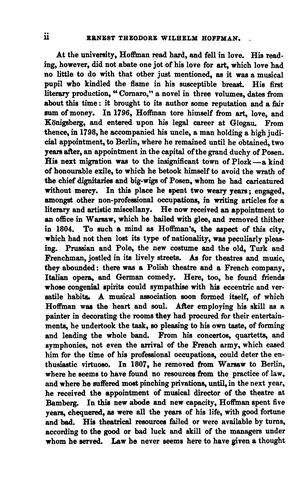 ii
ERNEST THEODORE WILHELM HOFFMAN.
At the university, Hoffman read hard, and fell in love. His read-
ing, however, did not abate one jot of his love for art, which love had
no little to do with that other just mentioned, as it was a musical
pupil who kindled the flame in his susceptible breast. His first
literary production, "Cornaro," a novel in three volumes, dates from
about this time: it brought to its author some reputation and a fair
sum of money. In 1796, Hoffman tore himself from art, love, and
Königsberg, and entered upon his legal career at Glogau. From
thence, in 1798, he accompanied his uncle, a man holding a high judi-
cial appointment, to Berlin, where he remained until he obtained, two
years after, an appointment in the capital of the grand duchy of Posen.
His next migration was to the insignificant town of Plozk—a kind
of honourable exile, to which he betook himself to avoid the wrath of
the chief dignitaries and big-wigs of Posen, whom he had caricatured
without mercy. In this place he spent two weary years; engaged,
amongst other non-professional occupations, in writing articles for a
literary and artistic miscellany. He now received an appointment to
an office in Warsaw, which he hailed with glee, and removed thither
in 1804. To such a mind as Hoffman's, the aspect of this city,
which had not then lost its type of nationality, was peculiarly pleas-
ing. Prussian and Pole, the new costume and the old, Turk and
Frenchman, jostled in its lively streets. As for theatres and music,
they abounded: there was a Polish theatre and a French company,
Italian opera, and German comedy. Here, too, he found friends
whose congenial spirits could sympathise with his eccentric and ver-
satile habits. A musical association soon formed itself, of which
Hoffman was the heart and soul. After employing his skill as a
painter in decorating the rooms they had procured for their entertain-
ments, he undertook the task, so pleasing to his own taste, of forming
and leading the whole band. From his concertos, quartetts, and
symphonies, not even the arrival of the French army, which eased
him for the time of his professional occupations, could deter the en-
thusiastic virtuoso. In 1807, he removed from Warsaw to Berlin,
where he seems to have found no resources from the practice of law,
and where he suffered most pinching privations, until, in the next year,
he received the appointment of musical director of the theatre at
Bamberg. In this new abode and new capacity, Hoffman spent five
years, chequered, as were all the years of his life, with good fortune
and bad. His theatrical resources failed or were available by turns,
according to the good or bad luck and skill of the managers under
whom he served. Law he never seems here to have given a thought